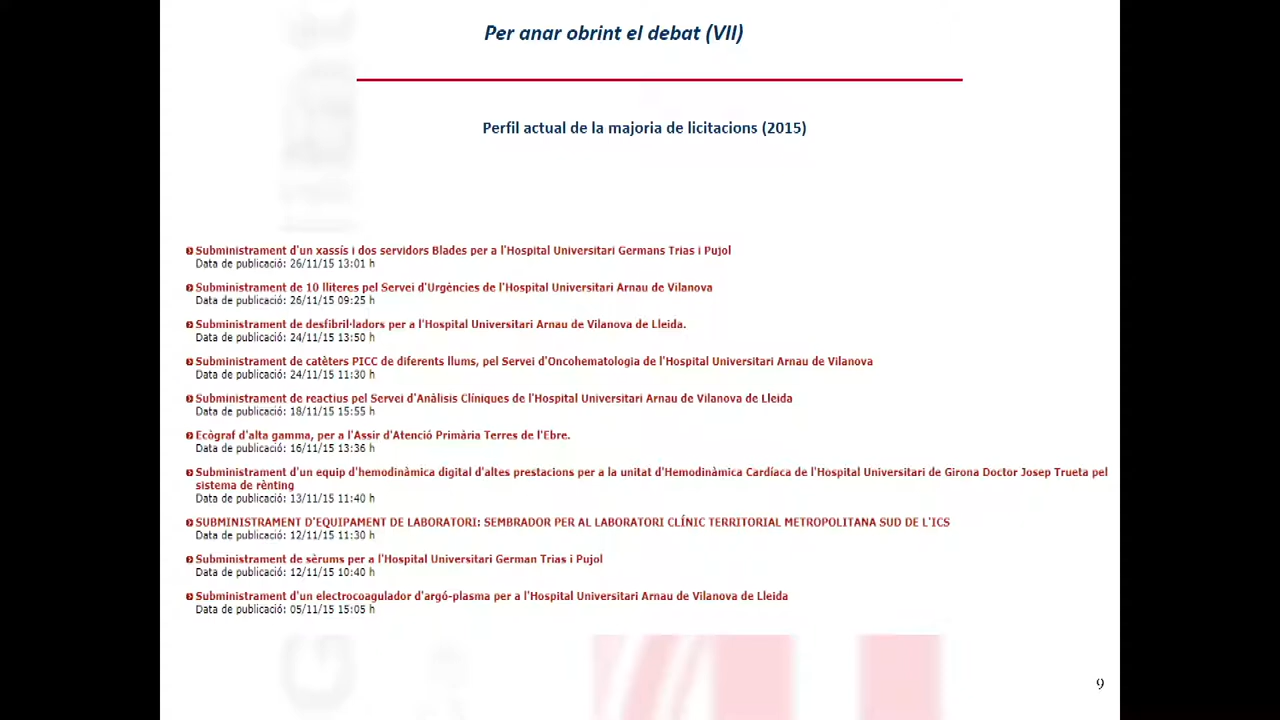 Per anar obrint el debat (VII)
Perfil actual de la majoria de licitacions (2015)
Subministrament d'un xassís i dos servidors Blades per a l'Hospital Universitari Germans Trias i Pujol
Data de publicació: 26/11/15 13:01 h
Subministrament de 10 lliteres pel Servei d'Urgències de l'Hospital Universitari Arnau de Vilanova
Data de publicació: 26/11/15 09:25 h
Subministrament de desfibril·ladors per a l'Hospital Universitari Arnau de Vilanova de Lleida.
Data de publicació: 24/11/15 13:50 h
Subministrament de catèters PICC de diferents llums, pel Servei d'Oncohematologia de l'Hospital Universitari Arnau de Vilanova
Data de publicació: 24/11/15 11:30 h
Subministrament de reactius pel Servei d'Anàlisis Clíniques de l'Hospital Universitari Arnau de Vilanova de Lleida
Data de publicació: 18/11/15 15:55 h
Ecògraf d'alta gamma, per a l'Assir d'Atenció Primària Terres de l'Ebre.
Data de publicació: 16/11/15 13:36 h
Subministrament d'un equip d'hemodinàmica digital d'altes prestacions per a la unitat d'Hemodinàmica Cardíaca de l'Hospital Universitari de Girona Doctor Josep Trueta pel
sistema de rènting
Data de publicació: 13/11/15 11:40 h
SUBMINISTRAMENT D'EQUIPAMENT DE LABORATORI: SEMBRADOR PER AL LABORATORI CLÍNIC TERRITORIAL METROPOLITANA SUD DE L'ICS
Data de publicació: 12/11/15 11:30 h
Subministrament de sèrums per a l'Hospital Universitari German Trias i Pujol
Data de publicació: 12/11/15 10:40 h
Subministrament d'un electrocoagulador d'argó-plasma per a l'Hospital Universitari Arnau de Vilanova de Lleida
Data de publicació: 05/11/15 15:05 h
9